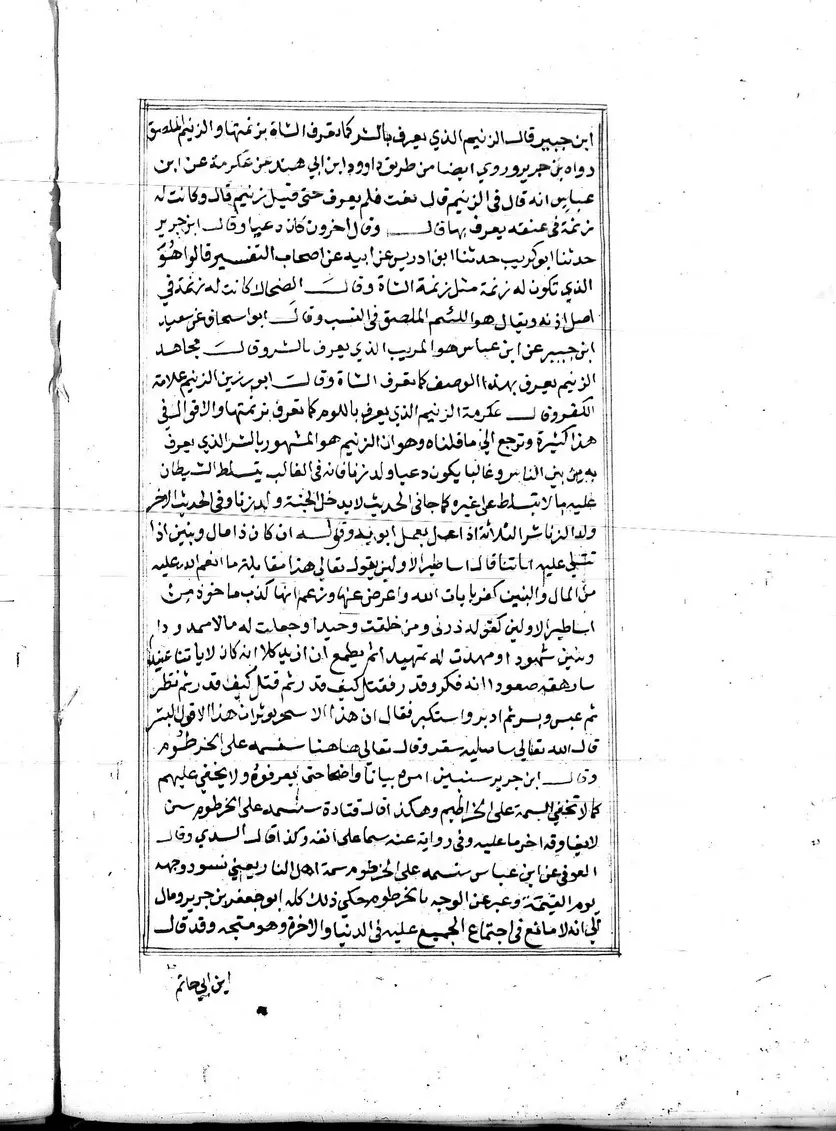 ابن جبير قال الزنيم الذي يعرف بالشر كما تعرف الشاة بزنمتها والزنيم الملصق
رواه بن جرير وروي ايضا من طريق داوود ابن ابي هند عن عكرمة عن ابن
عباس انه قال في الزنيم قال نعت فلم يعرف حتى قيل زنيم قال وكانت له
زنمة في عنقه يعرف بها قال وقال اخرون كان دعيا وقال ابن جرير
حدثنا ابو كريب حدثنا ابن ادريس عن ابيه عن اصحاب التفسير قالوا هو
الذي تكون له زنمة مثل زنمة الشاة وقال الضحاك كانت له زنمة في
اصل اذنه ويقال هو اللئيم الملصق في النسب وقال ابو اسحاق عن سعيد
ابن جبير عن ابن عباس هو المريب الذي يعرف بالشر وقال مجاهد
الزنيم يعرف بهذا الوصف كما تعرف الشاة وقال ابو رزين الزنيم علامة
الكفر وقال عكرمة الزنيم الذي يعرف باللوم كما تعرف بزنمتها والاقوال في
هذا كثيرة وترجع الى ما قلناه وهو ان الزنيم هو المشهور بالشر الذي يعرف
به من بين الناس وغالبا يكون دعيا ولد زنا فانه في الغالب يتسلط الشيطان
عليه ما لا يتسلط على غيره كما جاني الحديث لا يدخل الجنة ولد زنا وفي الحديث الاخر
ولد الزنا شر الثلاثة اذا عمل بعمل ابويه وقوله ان كان ذا مال وبنين اذا
تتلى عليه اياتنا قال اساطير الاولين يقول تعالى هذا مقابلة ما انعم الله عليه
من المال والبنين كفر بايات الله واعرض عنها وزعم انها كذب ماخوذ من
اساطير الاولين كقوله ذرني ومن خلقت وحيدا وجعلت له مالا ممدودا
وبنين شهودا ومهدت له تمهيدا ثم يطمع ان ازيد كلا انه كان لاياتنا عنيدا
سارهقه صعودا انه فكر وقدر فقتل كيف قدر ثم قتل كيف قدر ثم نظر
ثم عبس وبسر ثم ادبر واستكبر فقال ان هذا الا سحر يوثر ان هذا الا قول البشر
قال الله تعالى ساصليه سقر وقال تعالى هاهنا سنسمه على الخرطوم
وقال ابن جرير سنبين امره بيانا واضحا حتى يعرفوه ولا يخفي عليهم
كما لا تخفي السمة على الخراطيم وهكذا قال قتادة سنسمه على الخرطوم شين
لا يفارقه اخر ما عليه وفي رواية عنه سيما على انفه وكذا قال السدي وقال
العوفي عن ابن عباس سنسمه على الخرطوم سمة اهل النار يعني نسود وجهه
يوم القيمة وعبر عن الوجه بالخرطوم حكى ذلك كله ابو جعفر بن جرير ومال
الى انه لا مانع في اجتماع الجميع عليه في الدنيا والاخرة وهو متجه وقد قال
ابن ابي حاتم